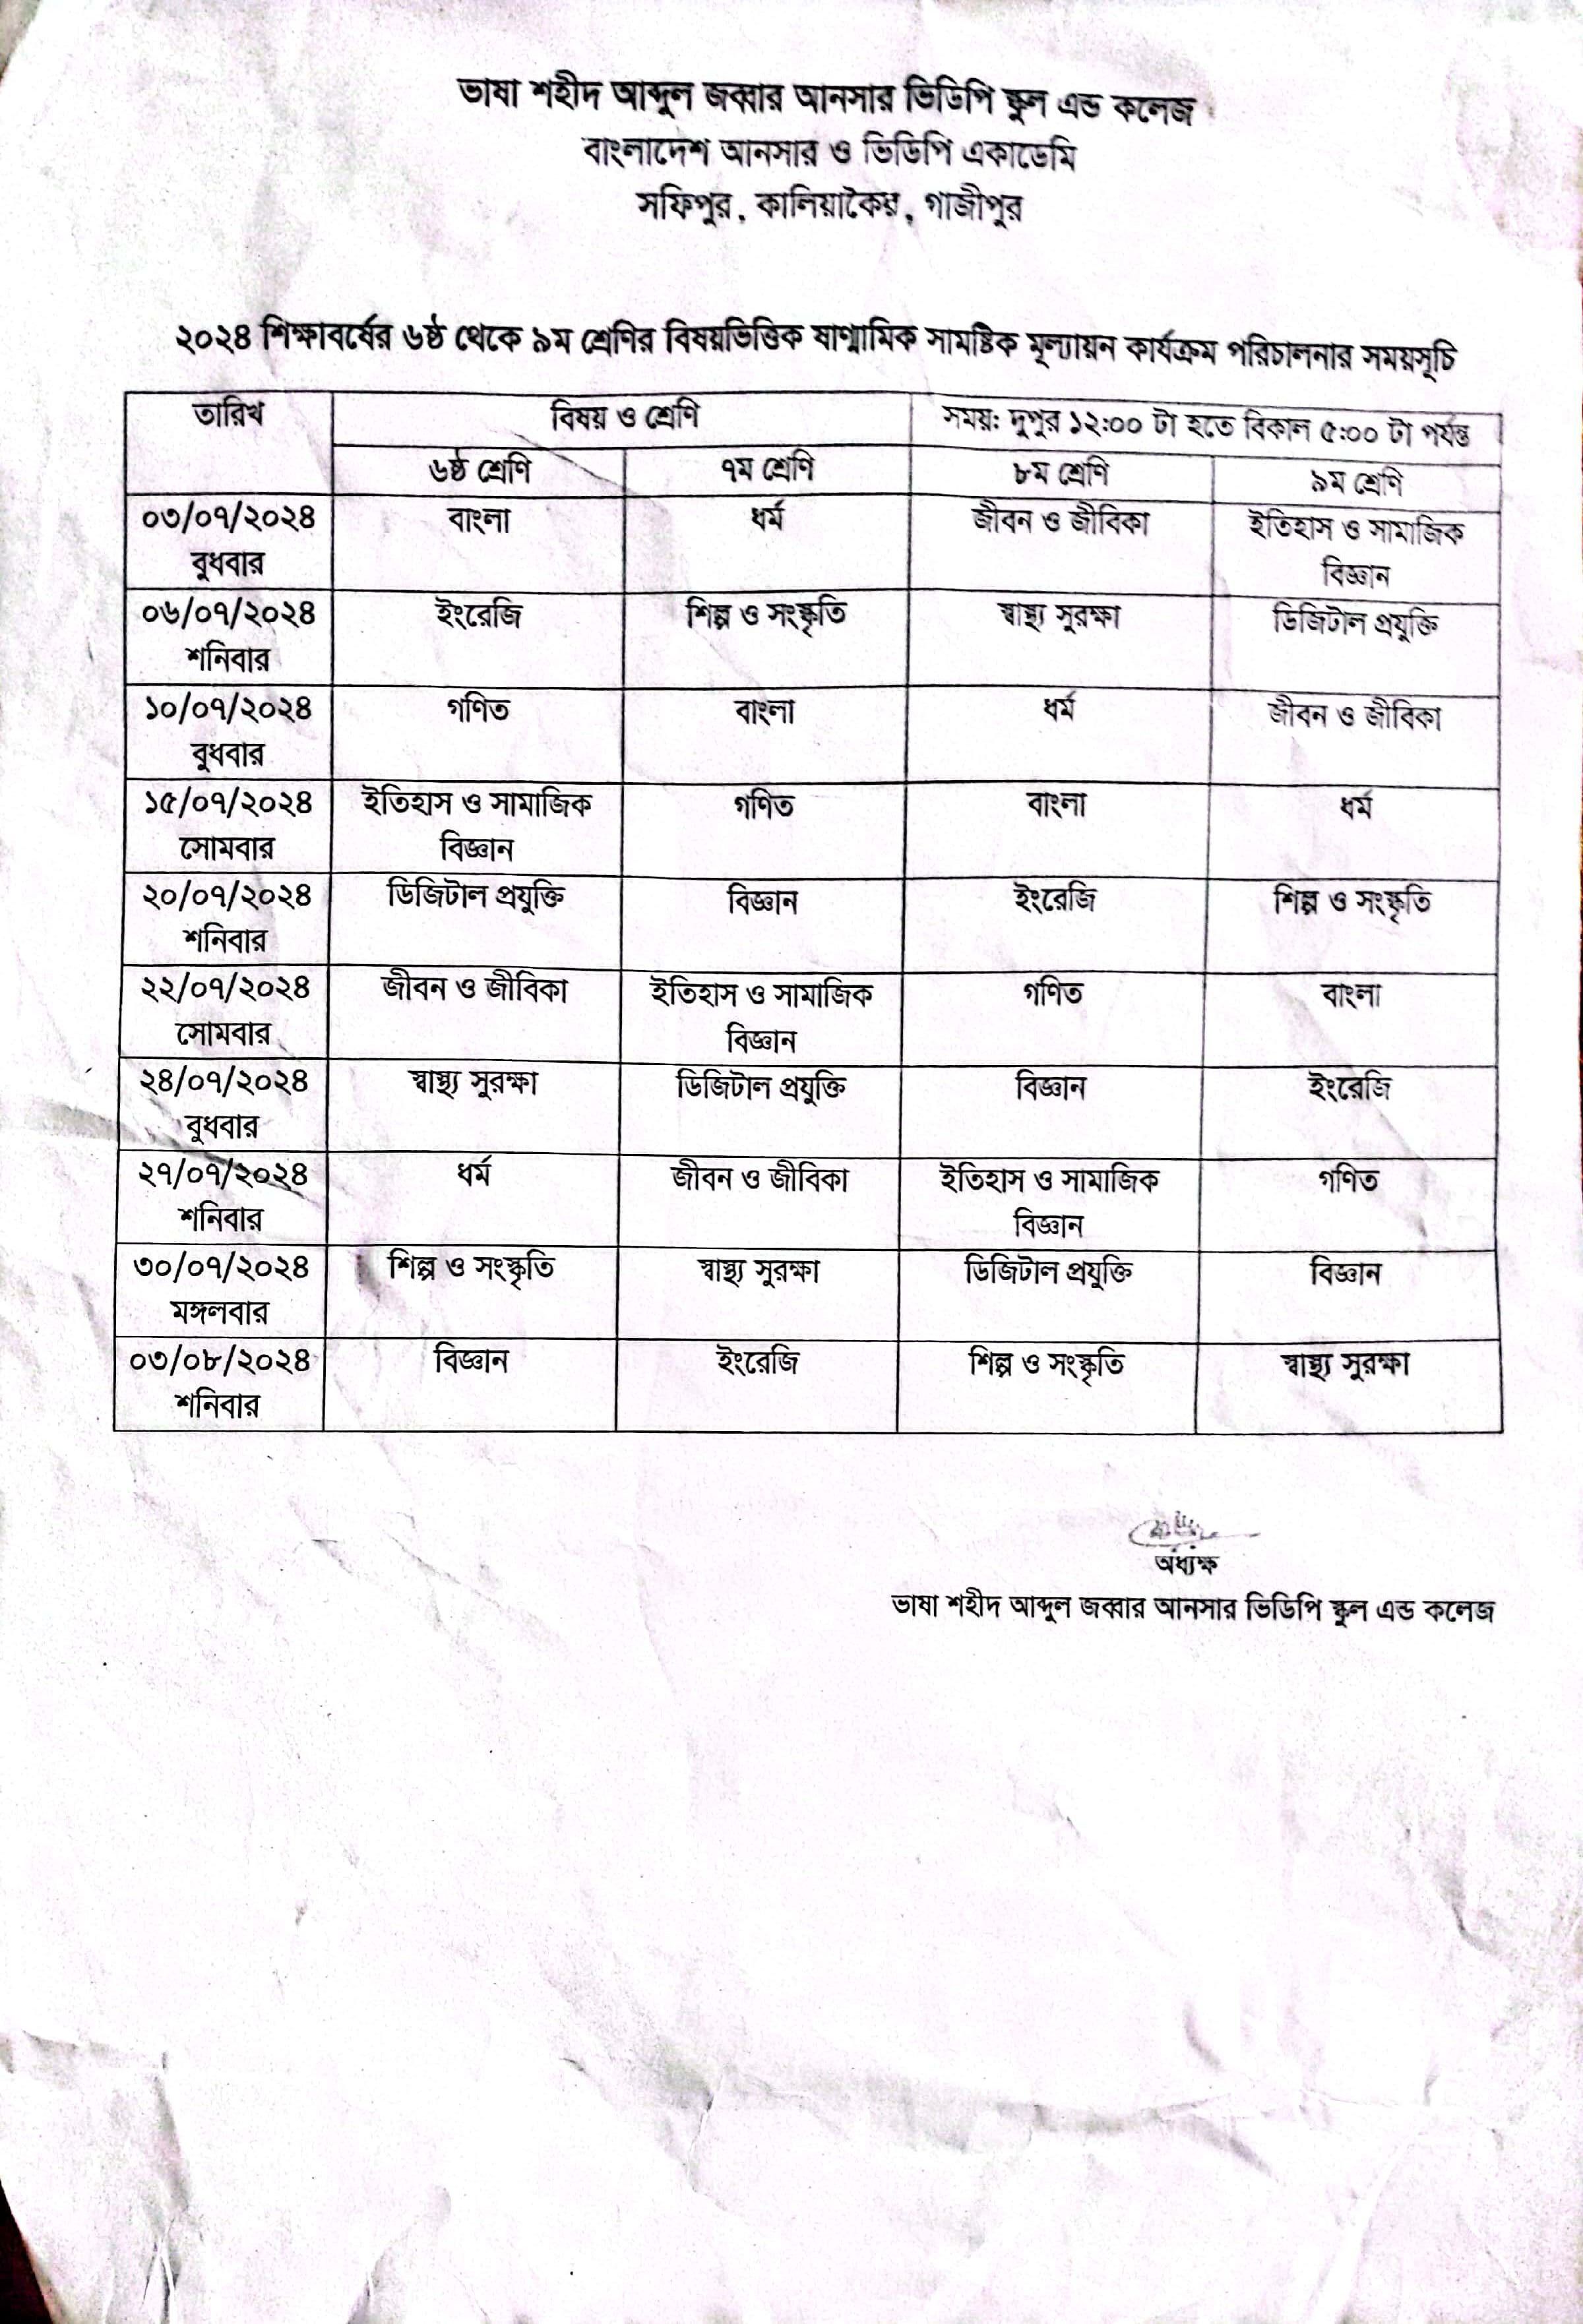 ভাষা শহীদ আব্দুল জব্বার আনসার ভিডিপি স্কুল এন্ড কলেজ
বাংলাদেশ আনসার ও ভিডিপি একাডেমি
সফিপুর, কালিয়াকৈর, গাজীপুর
২০২৪ শিক্ষাবর্ষের ৬ষ্ঠ থেকে ৯ম শ্রেণির বিষয়ভিত্তিক ষাণ্মামিক সামষ্টিক মূল্যায়ন কার্যক্রম পরিচালনার সময়সূচি
তারিখ বিষয় ও শ্রেণি সময়: দুপুর ১২:০০ টা হতে বিকাল ৫:০০ টা পর্যন্ত
৬ষ্ঠ শ্রেণি ৭ম শ্রেণি ৮ম শ্রেণি ৯ম শ্রেণি
০৩/০৭/২০২৪ বাংলা ধর্ম জীবন ও জীবিকা ইতিহাস ও সামাজিক
বুধবার বিজ্ঞান
০৬/০৭/২০২৪ ইংরেজি শিল্প ও সংস্কৃতি স্বাস্থ্য সুরক্ষা ডিজিটাল প্রযুক্তি
শনিবার
১০/০৭/২০২৪ গণিত বাংলা ধর্ম জীবন ও জীবিকা
বুধবার
১৫/০৭/২০২৪ ইতিহাস ও সামাজিক গণিত বাংলা ধর্ম
সোমবার বিজ্ঞান
২০/০৭/২০২৪ ডিজিটাল প্রযুক্তি বিজ্ঞান ইংরেজি শিল্প ও সংস্কৃতি
শনিবার
২২/০৭/২০২৪ জীবন ও জীবিকা ইতিহাস ও সামাজিক গণিত বাংলা
সোমবার বিজ্ঞান
২৪/০৭/২০২৪ স্বাস্থ্য সুরক্ষা ডিজিটাল প্রযুক্তি বিজ্ঞান ইংরেজি
বুধবার
২৭/০৭/২০২৪ ধর্ম জীবন ও জীবিকা ইতিহাস ও সামাজিক গণিত
শনিবার বিজ্ঞান
৩০/০৭/২০২৪ শিল্প ও সংস্কৃতি স্বাস্থ্য সুরক্ষা ডিজিটাল প্রযুক্তি বিজ্ঞান
মঙ্গলবার
০৩/০৮/২০২৪ বিজ্ঞান ইংরেজি শিল্প ও সংস্কৃতি স্বাস্থ্য সুরক্ষা
শনিবার
অধ্যক্ষ
ভাষা শহীদ আব্দুল জব্বার আনসার ভিডিপি স্কুল এন্ড কলেজ